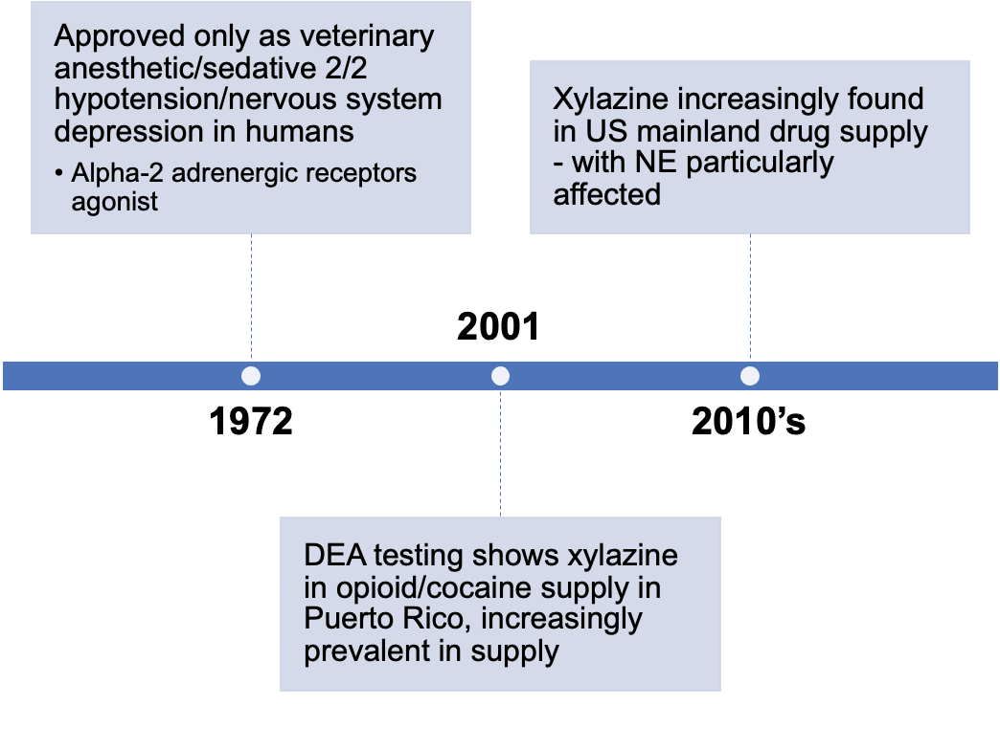 Approved only as veterinary
anesthetic/sedative 2/2
hypotension/nervous system
depression in humans
• Alpha-2 adrenergic receptors
agonist
Xylazine increasingly found
in US mainland drug supply
- with NE particularly
affected
2001
1972
2010’s
DEA testing shows xylazine
in opioid/cocaine supply in
Puerto Rico, increasingly
prevalent in supply